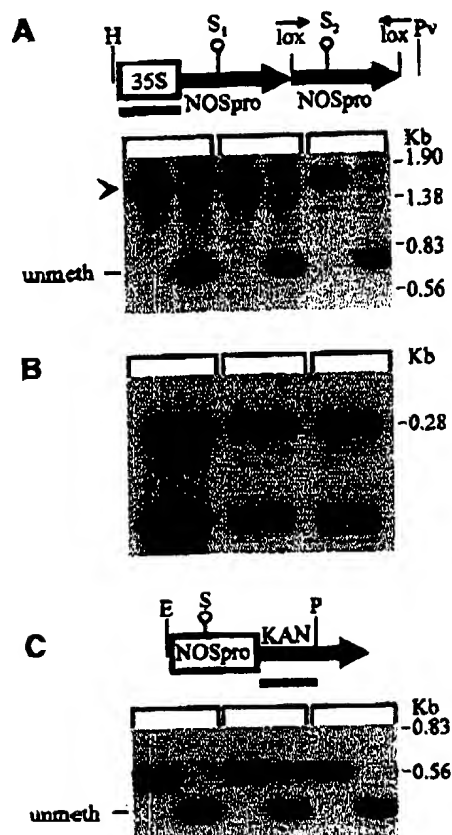 A
H S₁ lox S₂ lox Pv
35S
NOSpro NOSpro
Kb
1.90
1.38
0.83
unmeth
0.56
B
Kb
0.28
C
E S P
NOSpro KAN
Kb
0.83
0.56
unmeth